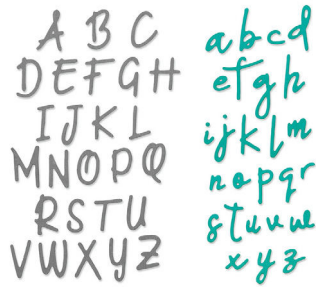 A B C
D E F G H
I J K L
M N O P Q
R S T U
V W X Y Z
a b c d
e f g h
i j k l m
n o p q r
s t u v w
x y z